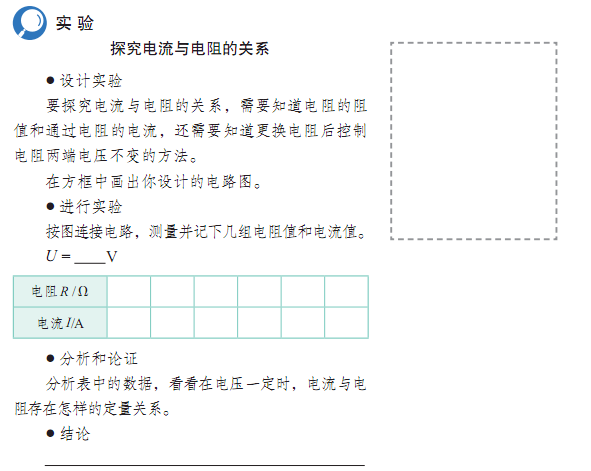 实 验
探究电流与电阻的关系
● 设计实验
要探究电流与电阻的关系，需要知道电阻的阻
值和通过电阻的电流，还需要知道更换电阻后控制
电阻两端电压不变的方法。
在方框中画出你设计的电路图。
● 进行实验
按图连接电路，测量并记下几组电阻值和电流值。
U = ____V
电阻 R / Ω
电流 I/A
● 分析和论证
分析表中的数据，看看在电压一定时，电流与电
阻存在怎样的定量关系。
● 结论